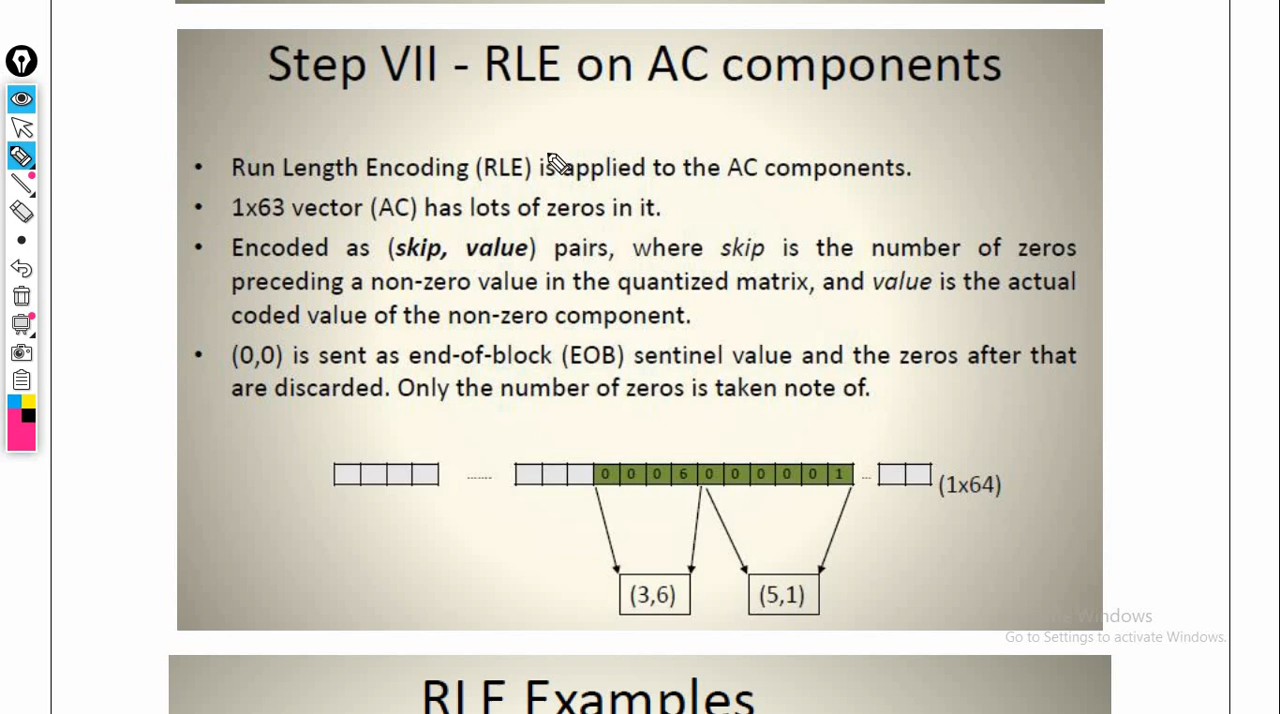 Step VII - RLE on AC components
• Run Length Encoding (RLE) is applied to the AC components.
• 1x63 vector (AC) has lots of zeros in it.
• Encoded as (skip, value) pairs, where skip is the number of zeros
preceding a non-zero value in the quantized matrix, and value is the actual
coded value of the non-zero component.
• (0,0) is sent as end-of-block (EOB) sentinel value and the zeros after that
are discarded. Only the number of zeros is taken note of.
....... 0 0 0 6 0 0 0 0 0 1 ... (1x64)
(3,6) (5,1)
Windows
Go to Settings to activate Windows.
RLE Examples